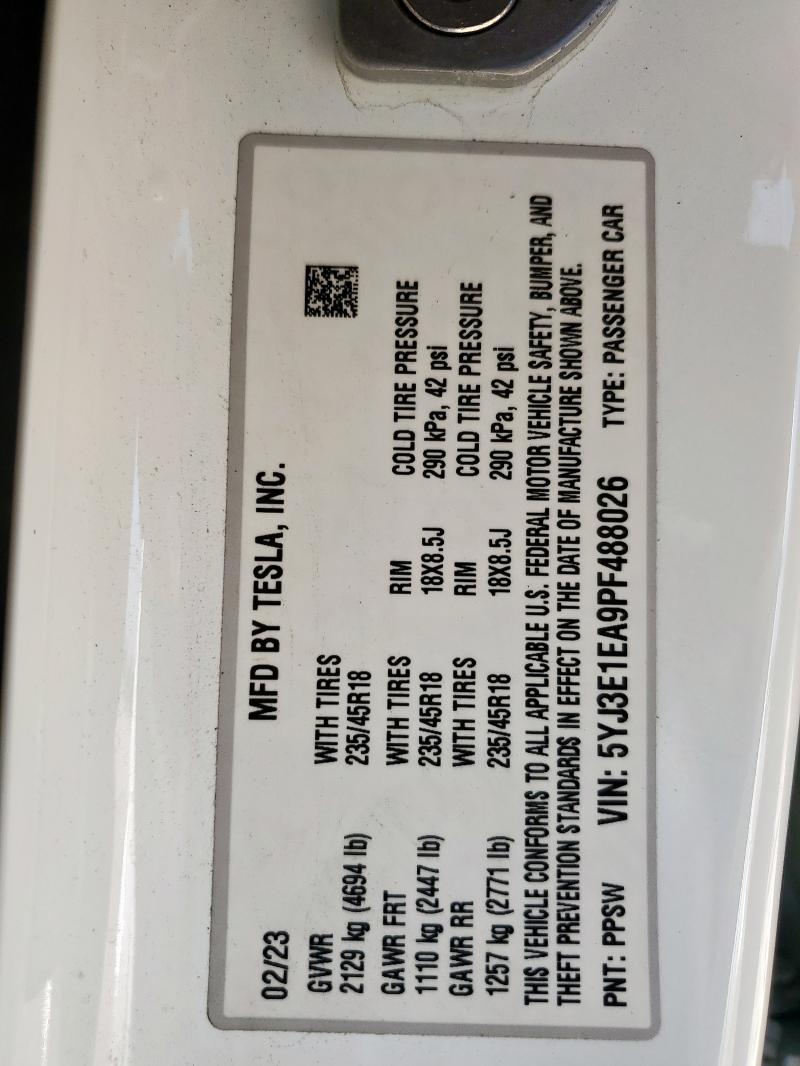 02/23 MFD BY TESLA, INC.
GVWR WITH TIRES
2129 kg (4694 lb) 235/45R18
GAWR FRT WITH TIRES RIM COLD TIRE PRESSURE
1110 kg (2447 lb) 235/45R18 18X8.5J 290 kPa, 42 psi
GAWR RR WITH TIRES RIM COLD TIRE PRESSURE
1257 kg (2771 lb) 235/45R18 18X8.5J 290 kPa, 42 psi
THIS VEHICLE CONFORMS TO ALL APPLICABLE U.S. FEDERAL MOTOR VEHICLE SAFETY, BUMPER, AND
THEFT PREVENTION STANDARDS IN EFFECT ON THE DATE OF MANUFACTURE SHOWN ABOVE.
PNT: PPSW VIN: 5YJ3E1EA9PF488026 TYPE: PASSENGER CAR